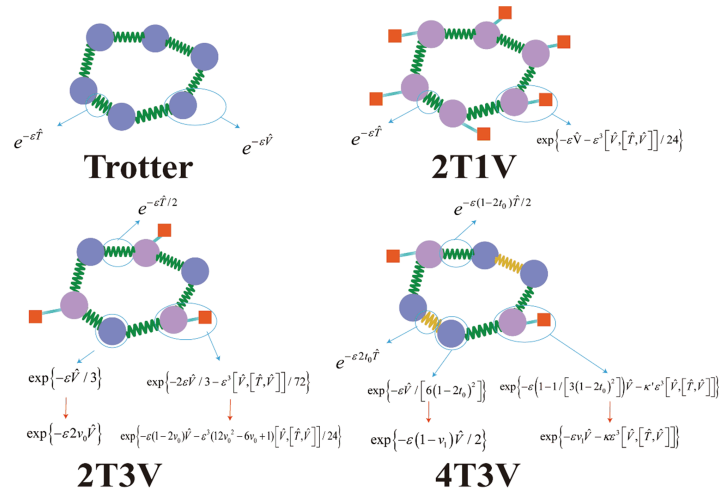 e^{-εT̂}
e^{-εV̂}
Trotter
e^{-εT̂}
exp{-εV̂-ε³[V̂,[T̂,V̂]]/24}
2T1V
e^{-εT̂/2}
exp{-εV̂/3}
exp{-2εV̂/3-ε³[V̂,[T̂,V̂]]/72}
exp{-ε2v₀V̂}
exp{-ε(1-2v₀)V̂-ε³(12v₀²-6v₀+1)[V̂,[T̂,V̂]]/24}
2T3V
e^{-ε(1-2t₀)T̂/2}
e^{-ε2t₀T̂}
exp{-εV̂/[6(1-2t₀)²]}
exp{-ε(1-1/[3(1-2t₀)²])V̂-κ'ε³[V̂,[T̂,V̂]]}
exp{-ε(1-v₁)V̂/2}
exp{-εv₁V̂-κε³[V̂,[T̂,V̂]]}
4T3V